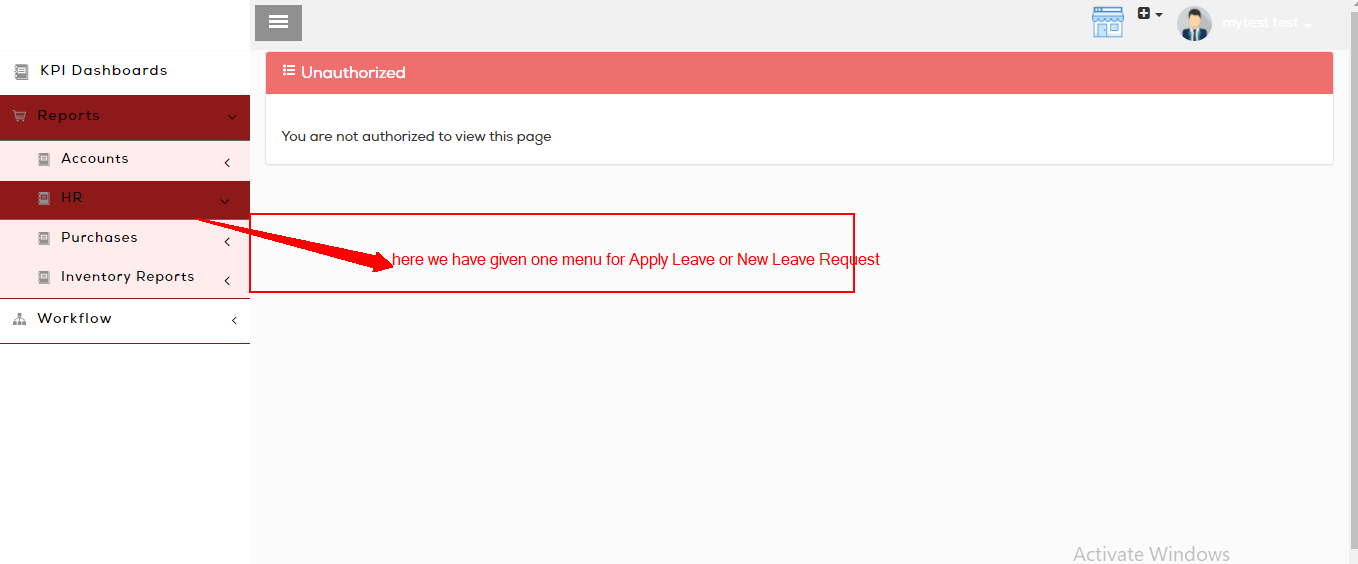 mytest test
KPI Dashboards
Unauthorized
Reports
You are not authorized to view this page
Accounts
HR
Purchases
here we have given one menu for Apply Leave or New Leave Request
Inventory Reports
Workflow
Activate Windows